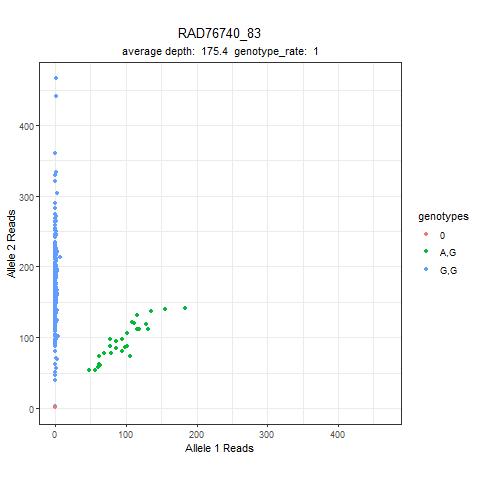 RAD76740_83
average depth:  175.4  genotype_rate:  1
Allele 2 Reads
400
300
200
100
0
0 100 200 300 400
Allele 1 Reads
genotypes
0
A,G
G,G